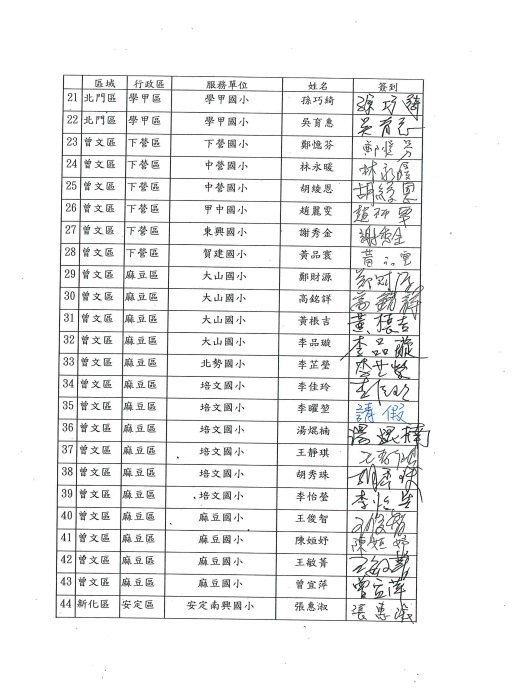 區域 行政區 服務單位 姓名 簽到
21 北門區 學甲區 學甲國小 孫巧綺 孫巧綺
22 北門區 學甲區 學甲國小 吳育惠 吳育惠
23 曾文區 下營區 下營國小 鄭憶芬 鄭憶芬
24 曾文區 下營區 中營國小 林永暖 林永暖
25 曾文區 下營區 中營國小 胡綾恩 胡綾恩
26 曾文區 下營區 甲中國小 趙麗雯 趙麗雯
27 曾文區 下營區 東興國小 謝秀金 謝秀金
28 曾文區 下營區 賀建國小 黃品寰
29 曾文區 麻豆區 大山國小 鄭財源 鄭財源
30 曾文區 麻豆區 大山國小 高銘詳 高銘詳
31 曾文區 麻豆區 大山國小 黃根吉 黃根吉
32 曾文區 麻豆區 大山國小 李品璇 李品璇
33 曾文區 麻豆區 北勢國小 李芷瑩 李芷瑩
34 曾文區 麻豆區 培文國小 李佳玲 李佳玲
35 曾文區 麻豆區 培文國小 李曜堃 請假
36 曾文區 麻豆區 培文國小 湯焜楠 湯焜楠
37 曾文區 麻豆區 培文國小 王靜琪
38 曾文區 麻豆區 培文國小 胡秀珠 胡秀珠
39 曾文區 麻豆區 培文國小 李怡瑩 李怡瑩
40 曾文區 麻豆區 麻豆國小 王俊智 王俊智
41 曾文區 麻豆區 麻豆國小 陳姮妤 陳姮妤
42 曾文區 麻豆區 麻豆國小 王敏菁 王敏菁
43 曾文區 麻豆區 麻豆國小 曾宜萍 曾宜萍
44 新化區 安定區 安定南興國小 張惠淑 張惠淑